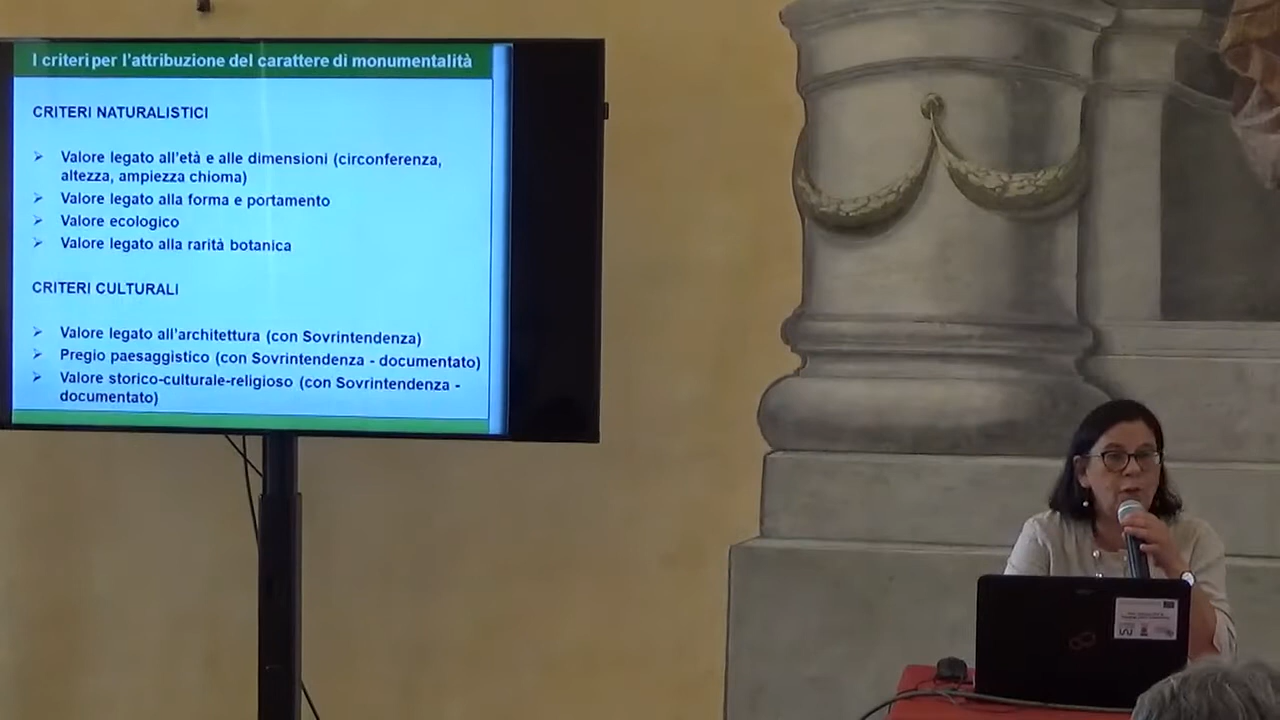 I criteri per l'attribuzione del carattere di monumentalità
CRITERI NATURALISTICI
Valore legato all'età e alle dimensioni (circonferenza,
altezza, ampiezza chioma)
Valore legato alla forma e portamento
Valore ecologico
Valore legato alla rarità botanica
CRITERI CULTURALI
Valore legato all'architettura (con Sovrintendenza)
Pregio paesaggistico (con Sovrintendenza - documentato)
Valore storico-culturale-religioso (con Sovrintendenza -
documentato)